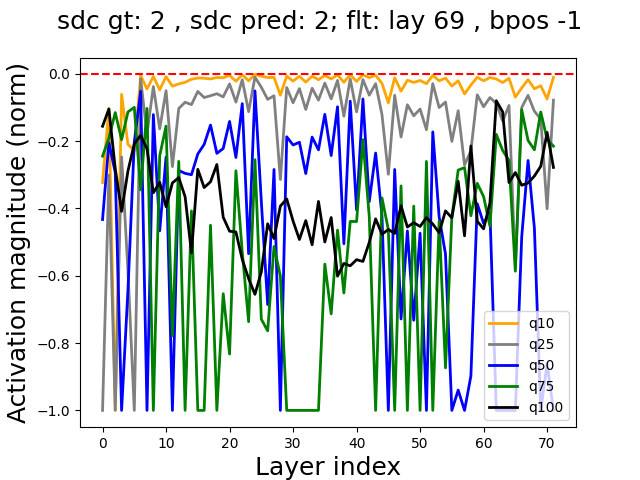 sdc gt: 2 , sdc pred: 2; flt: lay 69 , bpos -1
Activation magnitude (norm)
0.0
−0.2
−0.4
−0.6
−0.8
−1.0
0 10 20 30 40 50 60 70
Layer index
q10
q25
q50
q75
q100